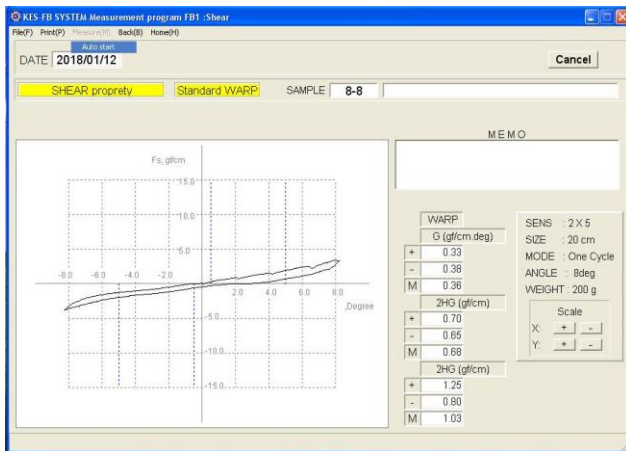 KES-FB SYSTEM Measurement program FB1 :Shear
File(F) Print(P) Measure(M) Back(B) Home(H)
Auto start
DATE 2018/01/12 Cancel
SHEAR proprety Standard WARP SAMPLE 8-8
MEMO
Fs, gf/cm
15.0
5.0
-8.0 -4.0 -2.0 0 2.0 4.0 8.0
,Degree
-5.0
-10.0
-15.0
WARP
G (gf/cm.deg)
+ 0.33
- 0.38
M 0.36
2HG (gf/cm)
+ 0.70
- 0.65
M 0.68
2HG (gf/cm)
+ 1.25
- 0.80
M 1.03
SENS : 2 X 5
SIZE : 20 cm
MODE : One Cycle
ANGLE : 8deg
WEIGHT : 200 g
Scale
X: + -
Y: + -